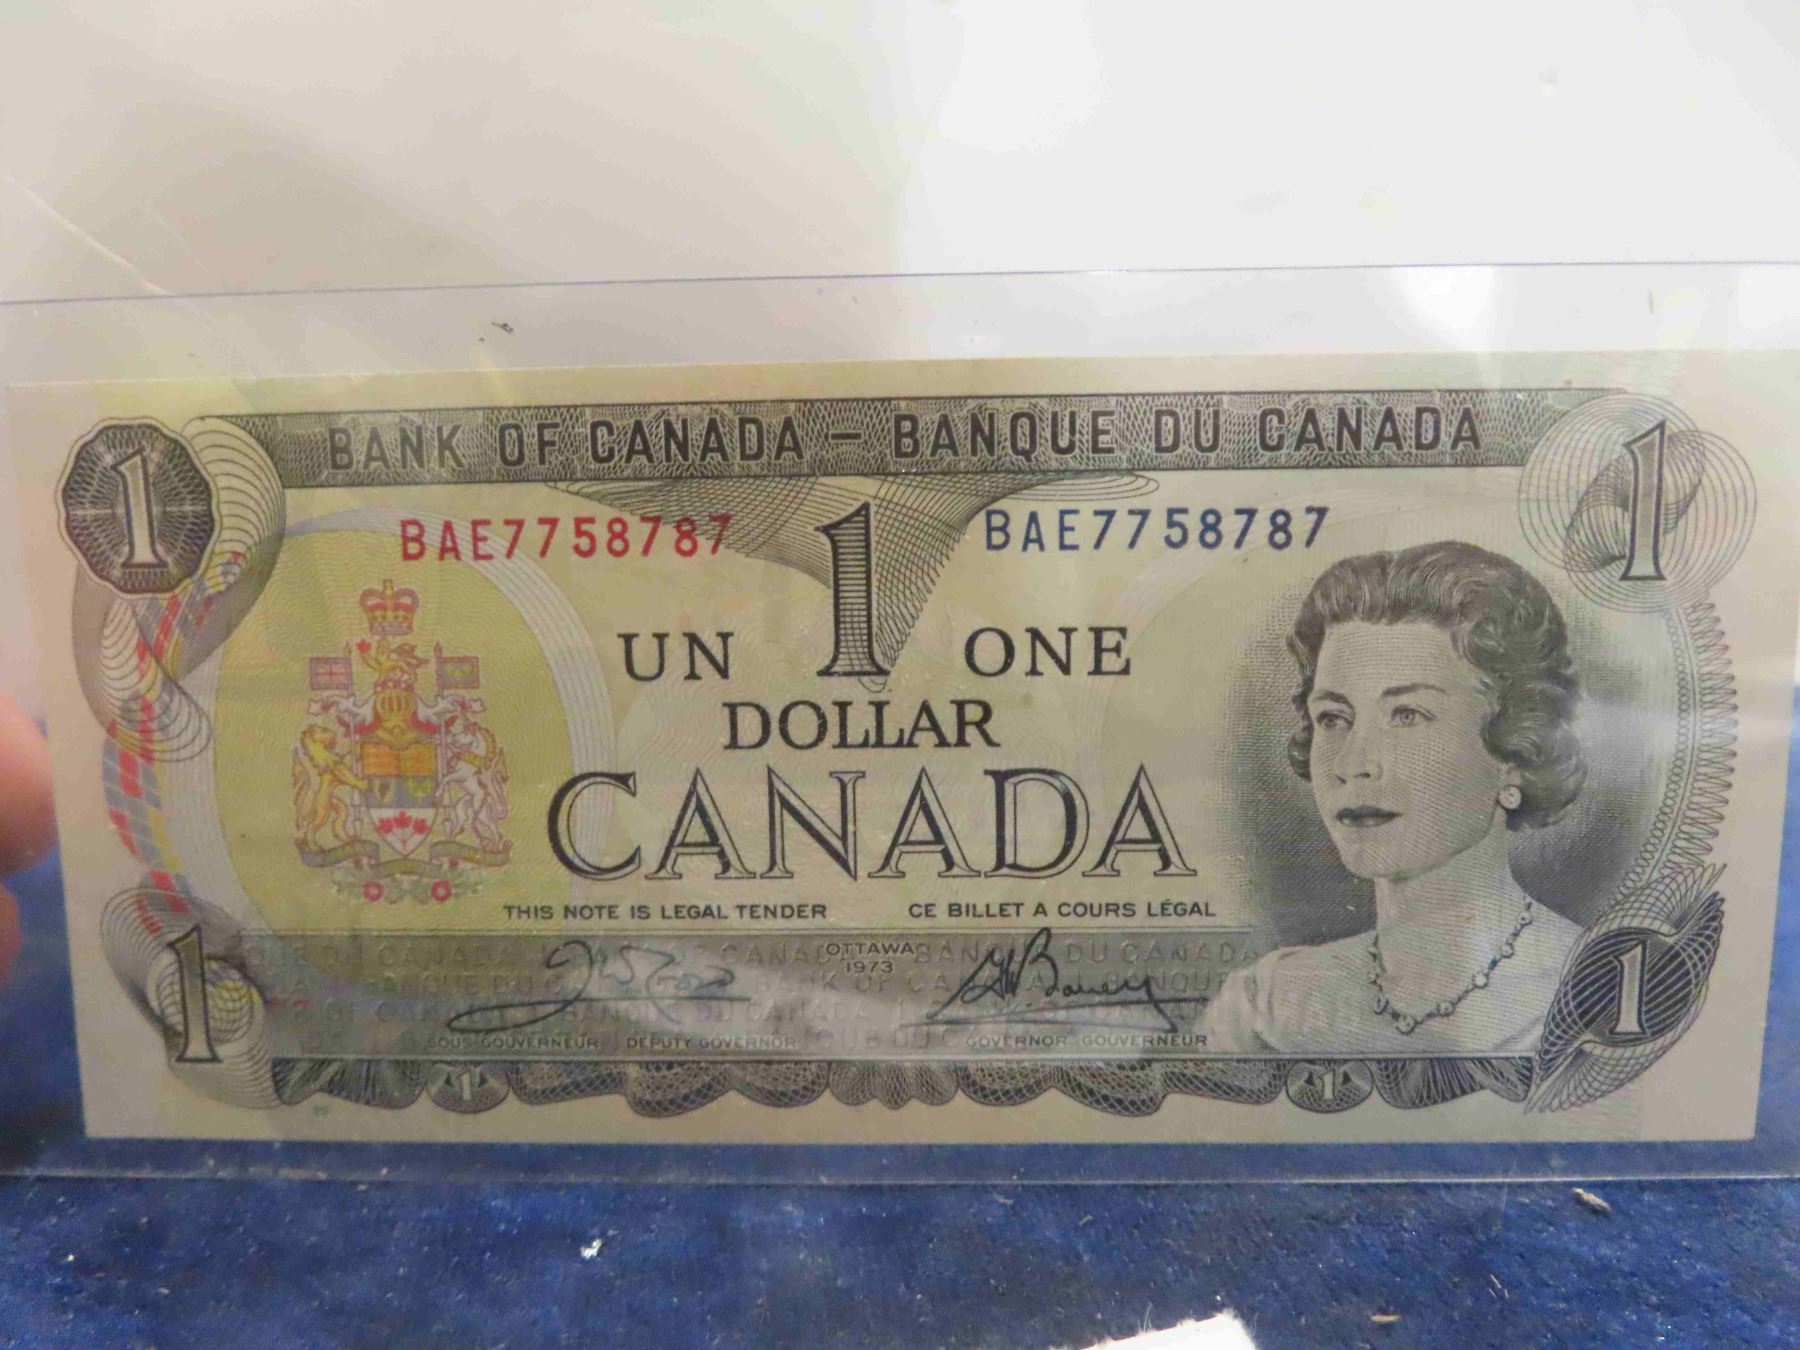 BANK OF CANADA – BANQUE DU CANADA
1 1
BAE7758787 1 BAE7758787
UN ONE
DOLLAR
CANADA
THIS NOTE IS LEGAL TENDER CE BILLET A COURS LÉGAL
OTTAWA
1973
SOUS-GOUVERNEUR DEPUTY GOVERNOR GOVERNOR GOUVERNEUR
1 1
1 1